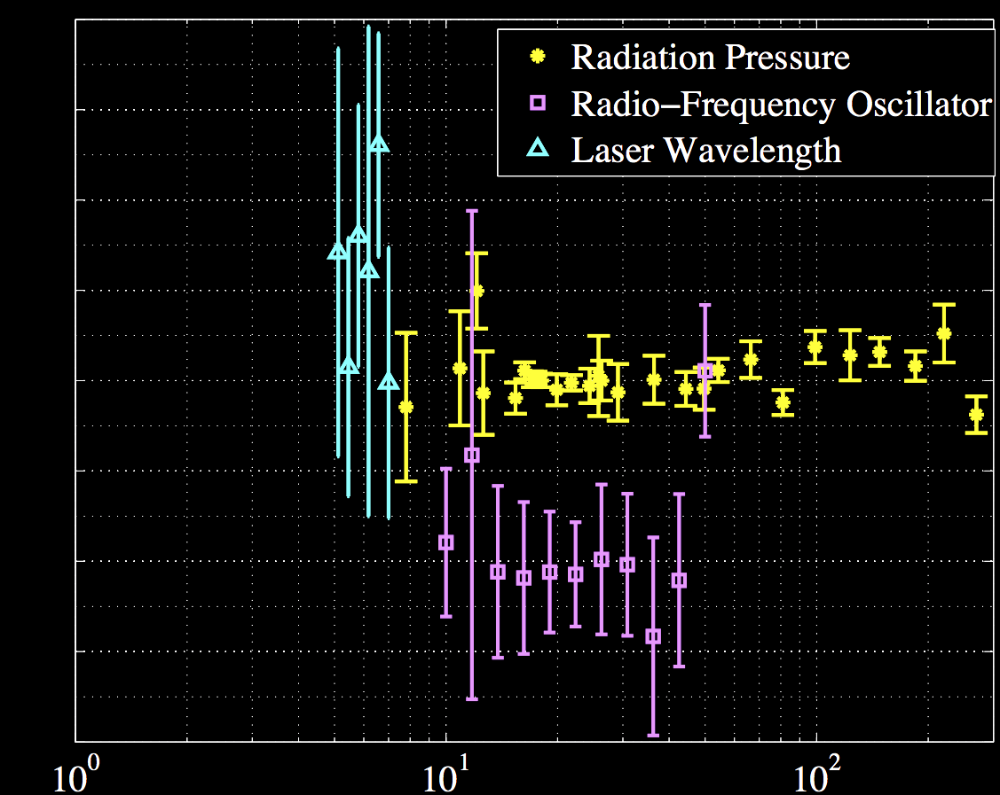 Radiation Pressure
Radio−Frequency Oscillator
Laser Wavelength
10⁰ 10¹ 10²